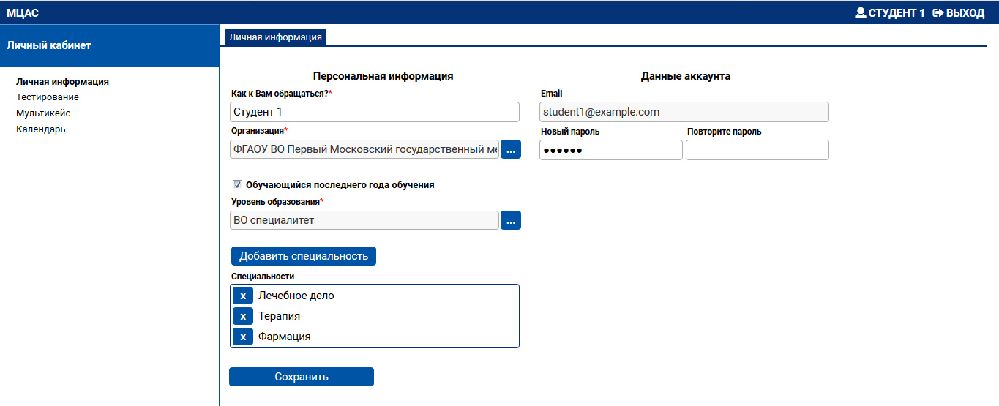 МЦАС
СТУДЕНТ 1 ВЫХОД
Личный кабинет
Личная информация
Тестирование
Мультикейс
Календарь
Личная информация
Персональная информация
Как к Вам обращаться?*
Студент 1
Организация*
ФГАОУ ВО Первый Московский государственный ме
...
Обучающийся последнего года обучения
Уровень образования*
ВО специалитет
...
Добавить специальность
Специальности
x Лечебное дело
x Терапия
x Фармация
Сохранить
Данные аккаунта
Email
student1@example.com
Новый пароль Повторите пароль
●●●●●●